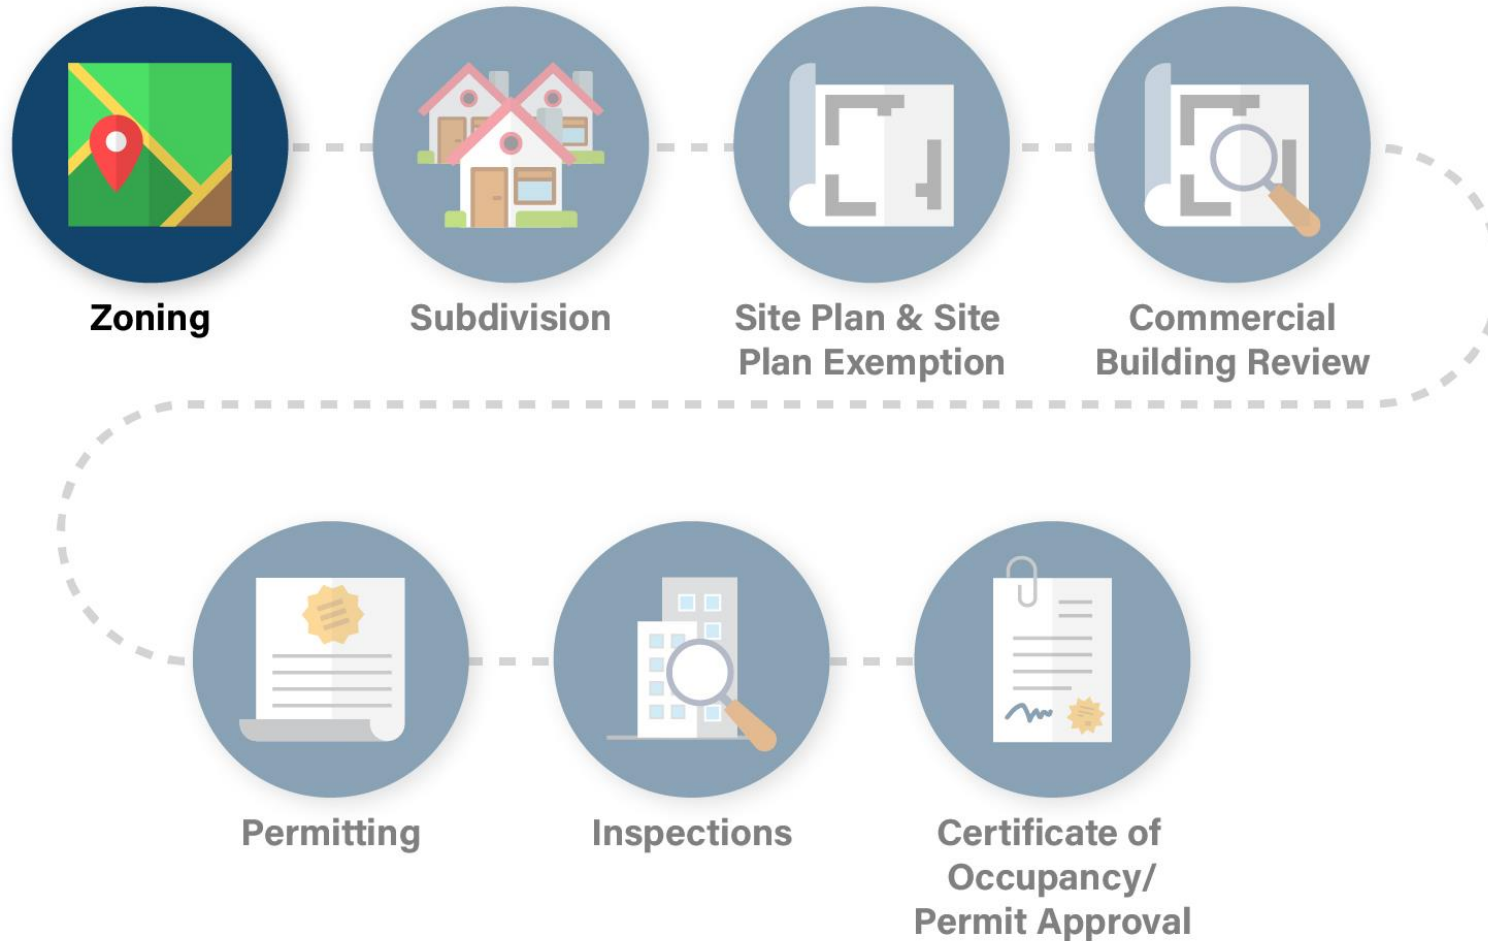 Zoning
Subdivision
Site Plan & Site
Plan Exemption
Commercial
Building Review
Permitting
Inspections
Certificate of
Occupancy/
Permit Approval